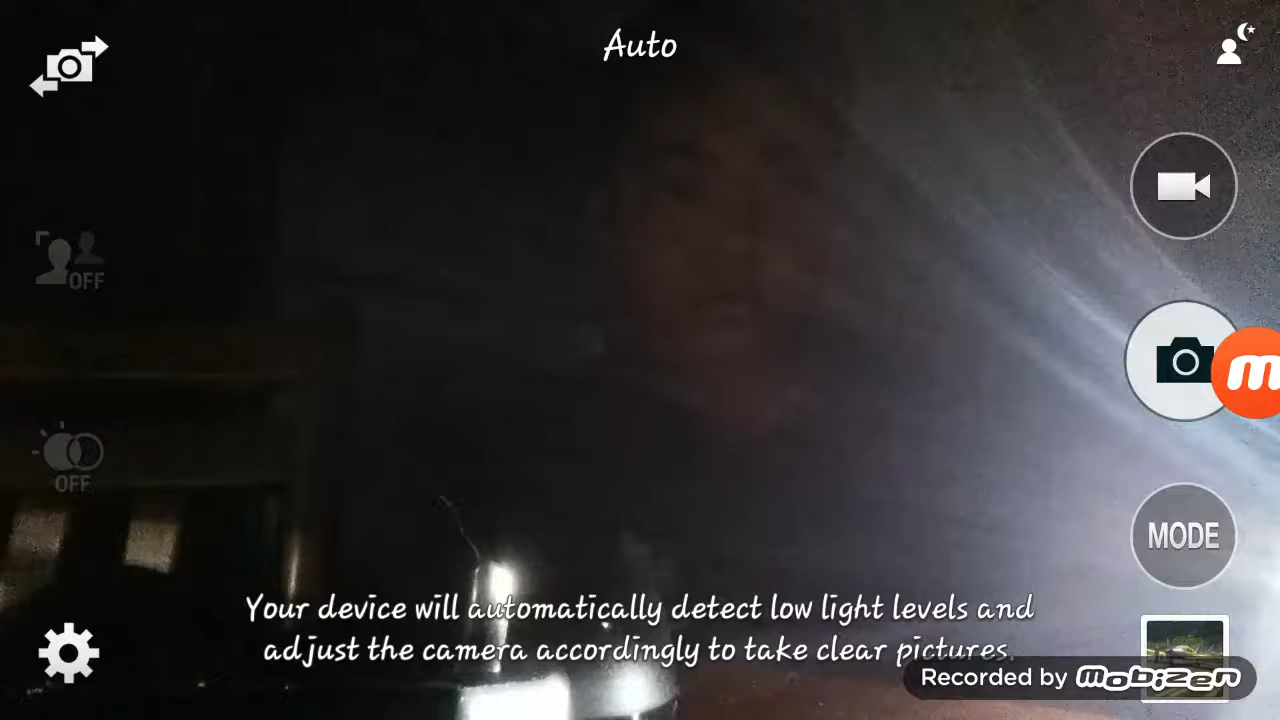 Auto
OFF
OFF
MODE
Your device will automatically detect low light levels and
adjust the camera accordingly to take clear pictures.
Recorded by mobizen
m